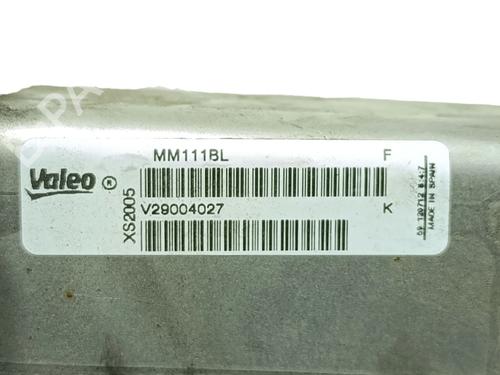 Valeo ®
XS2005
MM111BL F
V29004027 K
MADE IN SPAIN